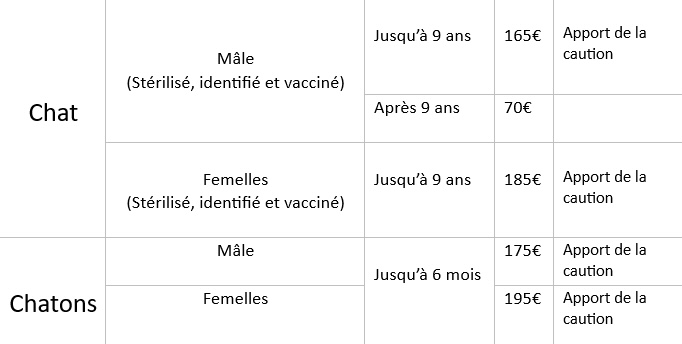 Chat
Mâle
(Stérilisé, identifié et vacciné)
Jusqu’à 9 ans
165€
Apport de la
caution
Après 9 ans
70€
Femelles
(Stérilisé, identifié et vacciné)
Jusqu’à 9 ans
185€
Apport de la
caution
Chatons
Mâle
Jusqu’à 6 mois
175€
Apport de la
caution
Femelles
195€
Apport de la
caution